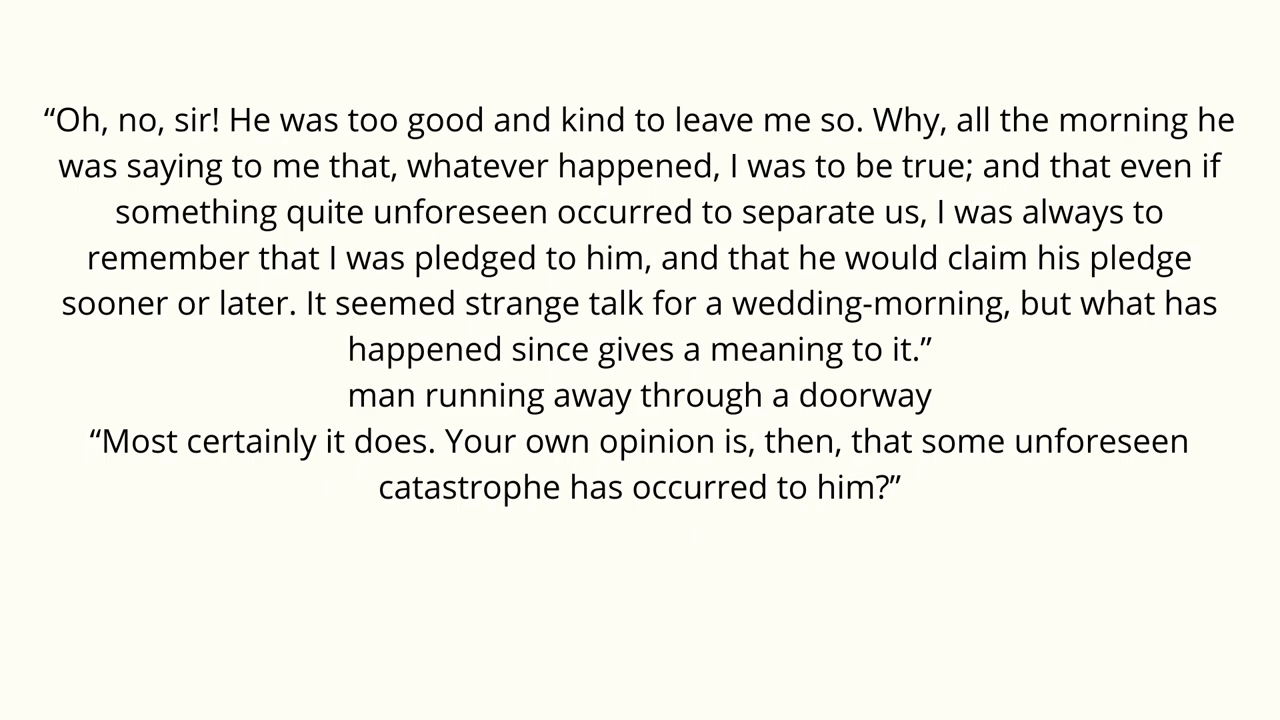 “Oh, no, sir! He was too good and kind to leave me so. Why, all the morning he
was saying to me that, whatever happened, I was to be true; and that even if
something quite unforeseen occurred to separate us, I was always to
remember that I was pledged to him, and that he would claim his pledge
sooner or later. It seemed strange talk for a wedding-morning, but what has
happened since gives a meaning to it.”
man running away through a doorway
“Most certainly it does. Your own opinion is, then, that some unforeseen
catastrophe has occurred to him?”